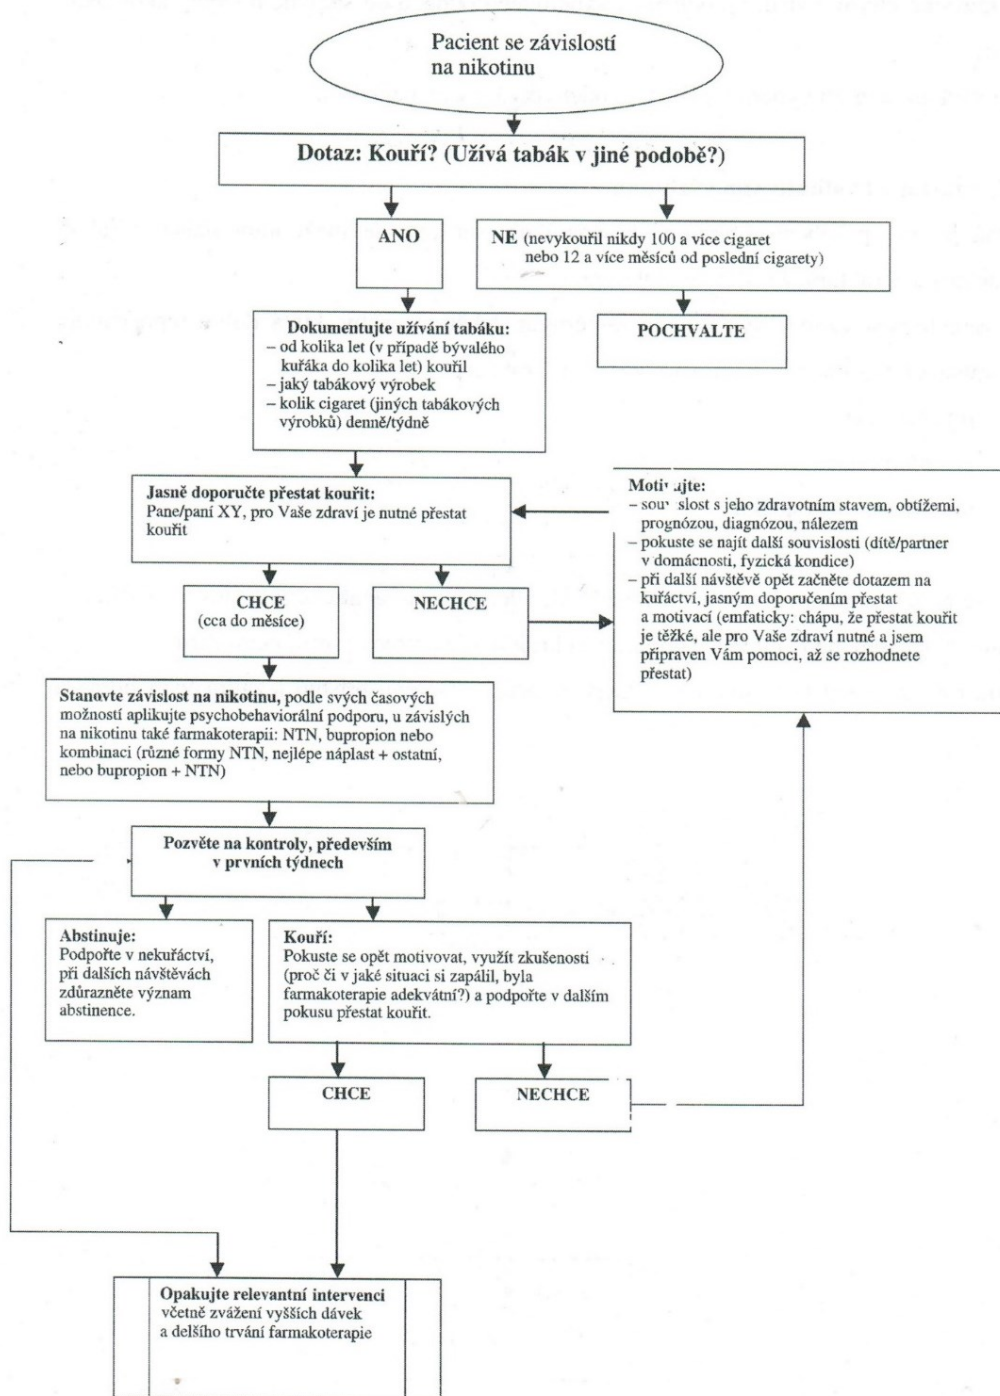 Pacient se závislostí
na nikotinu
Dotaz: Kouří? (Užívá tabák v jiné podobě?)
ANO
NE (nevykouřil nikdy 100 a více cigaret
nebo 12 a více měsíců od poslední cigarety)
Dokumentujte užívání tabáku:
– od kolika let (v případě bývalého
kuřáka do kolika let) kouřil
– jaký tabákový výrobek
– kolik cigaret (jiných tabákových
výrobků) denně/týdně
POCHVALTE
Jasně doporučte přestat kouřit:
Pane/paní XY, pro Vaše zdraví je nutné přestat
kouřit
Motivujte:
– souvislost s jeho zdravotním stavem, obtížemi,
prognózou, diagnózou, nálezem
– pokuste se najít další souvislosti (dítě/partner
v domácnosti, fyzická kondice)
– při další návštěvě opět začněte dotazem na
kuřáctví, jasným doporučením přestat
a motivací (emfaticky: chápu, že přestat kouřit
je těžké, ale pro Vaše zdraví nutné a jsem
připraven Vám pomoci, až se rozhodnete
přestat)
CHCE
(cca do měsíce)
NECHCE
Stanovte závislost na nikotinu, podle svých časových
možností aplikujte psychobehaviorální podporu, u závislých
na nikotinu také farmakoterapii: NTN, bupropion nebo
kombinaci (různé formy NTN, nejlépe náplast + ostatní,
nebo bupropion + NTN)
Pozvěte na kontroly, především
v prvních týdnech
Abstinuje:
Podpořte v nekuřáctví,
při dalších návštěvách
zdůrazněte význam
abstinence.
Kouří:
Pokuste se opět motivovat, využít zkušenosti
(proč či v jaké situaci si zapálil, byla
farmakoterapie adekvátní?) a podpořte v dalším
pokusu přestat kouřit.
CHCE
NECHCE
Opakujte relevantní intervenci
včetně zvážení vyšších dávek
a delšího trvání farmakoterapie